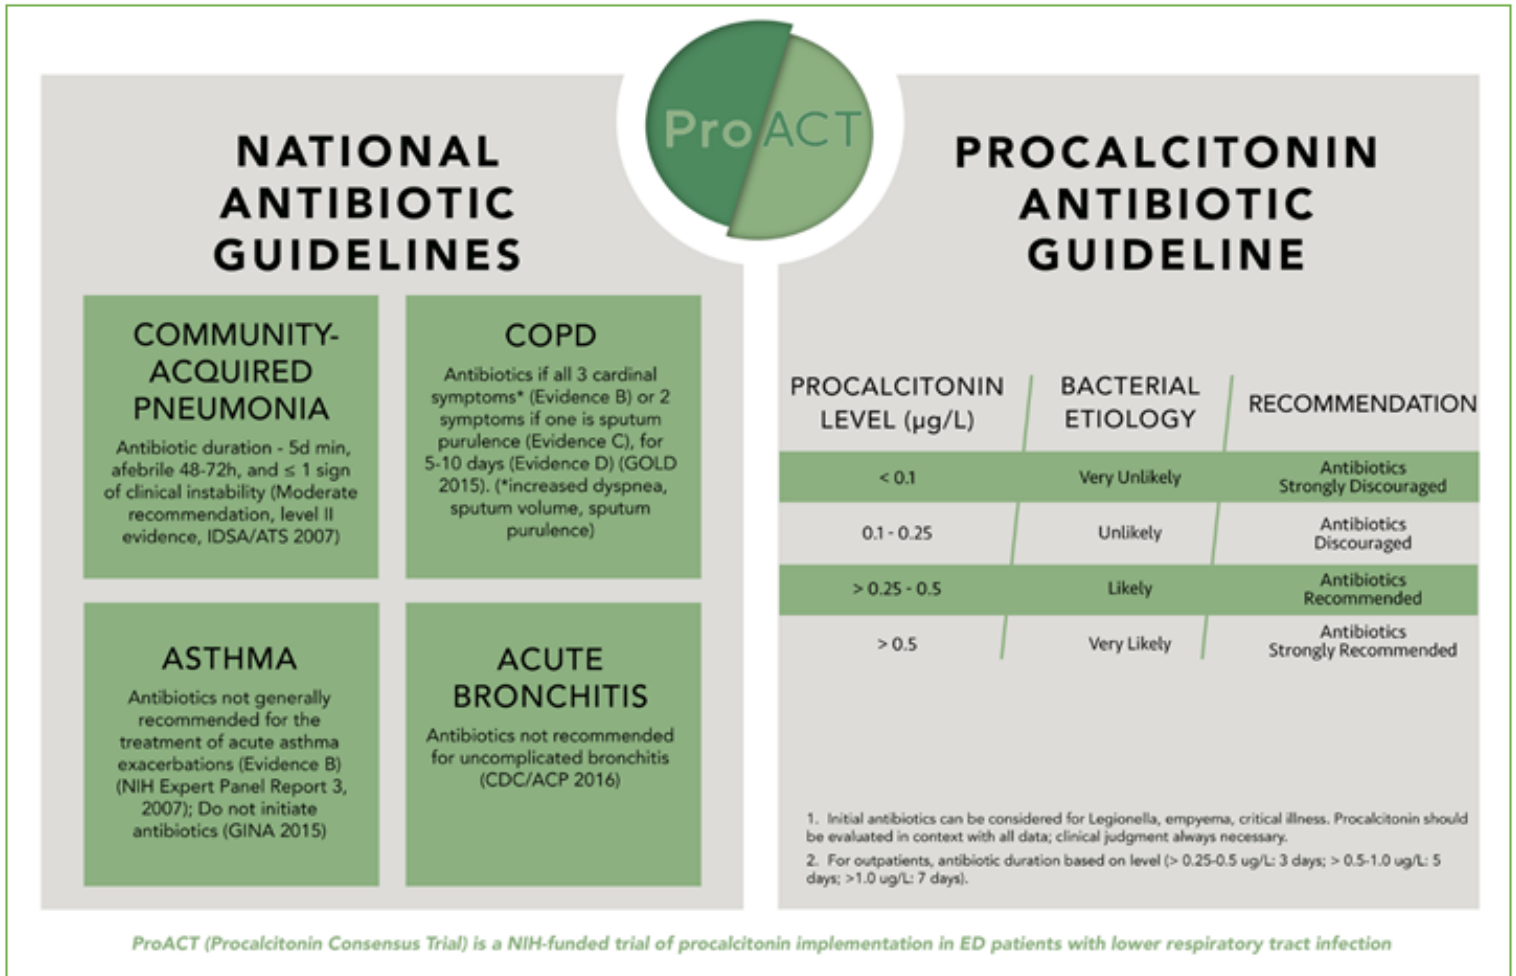 ProACT
NATIONAL
ANTIBIOTIC
GUIDELINES
COMMUNITY-
ACQUIRED
PNEUMONIA
Antibiotic duration - 5d min,
afebrile 48-72h, and ≤ 1 sign
of clinical instability (Moderate
recommendation, level II
evidence, IDSA/ATS 2007)
COPD
Antibiotics if all 3 cardinal
symptoms* (Evidence B) or 2
symptoms if one is sputum
purulence (Evidence C), for
5-10 days (Evidence D) (GOLD
2015). (*increased dyspnea,
sputum volume, sputum
purulence)
ASTHMA
Antibiotics not generally
recommended for the
treatment of acute asthma
exacerbations (Evidence B)
(NIH Expert Panel Report 3,
2007); Do not initiate
antibiotics (GINA 2015)
ACUTE
BRONCHITIS
Antibiotics not recommended
for uncomplicated bronchitis
(CDC/ACP 2016)
PROCALCITONIN
ANTIBIOTIC
GUIDELINE
PROCALCITONIN
LEVEL (µg/L)
BACTERIAL
ETIOLOGY
RECOMMENDATION
< 0.1
Very Unlikely
Antibiotics
Strongly Discouraged
0.1 - 0.25
Unlikely
Antibiotics
Discouraged
> 0.25 - 0.5
Likely
Antibiotics
Recommended
> 0.5
Very Likely
Antibiotics
Strongly Recommended
1. Initial antibiotics can be considered for Legionella, empyema, critical illness. Procalcitonin should
be evaluated in context with all data; clinical judgment always necessary.
2. For outpatients, antibiotic duration based on level (> 0.25-0.5 ug/L: 3 days; > 0.5-1.0 ug/L: 5
days; >1.0 ug/L: 7 days).
ProACT (Procalcitonin Consensus Trial) is a NIH-funded trial of procalcitonin implementation in ED patients with lower respiratory tract infection